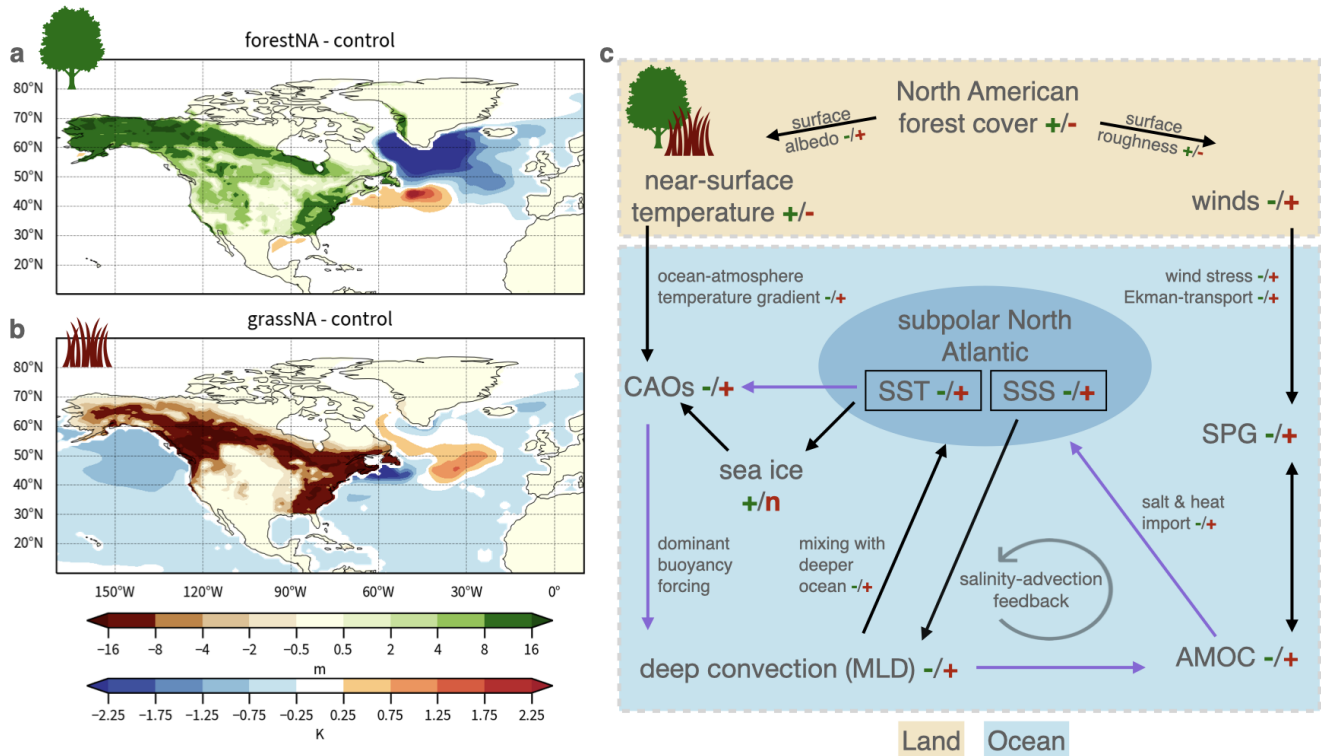 a
forestNA - control
80°N
70°N
60°N
50°N
40°N
30°N
20°N
b
grassNA - control
80°N
70°N
60°N
50°N
40°N
30°N
20°N
150°W 120°W 90°W 60°W 30°W 0°
−16 −8 −4 −2 −0.5 0.5 2 4 8 16
m
−2.25 −1.75 −1.25 −0.75 −0.25 0.25 0.75 1.25 1.75 2.25
K
c
North American
forest cover +/-
surface
albedo -/+
surface
roughness +/-
near-surface
temperature +/-
winds -/+
ocean-atmosphere
temperature gradient -/+
wind stress -/+
Ekman-transport -/+
subpolar North
Atlantic
CAOs -/+
SST -/+
SSS -/+
SPG -/+
sea ice
+/n
salt & heat
import -/+
dominant
buoyancy
forcing
mixing with
deeper
ocean -/+
salinity-advection
feedback
deep convection (MLD) -/+
AMOC -/+
Land
Ocean